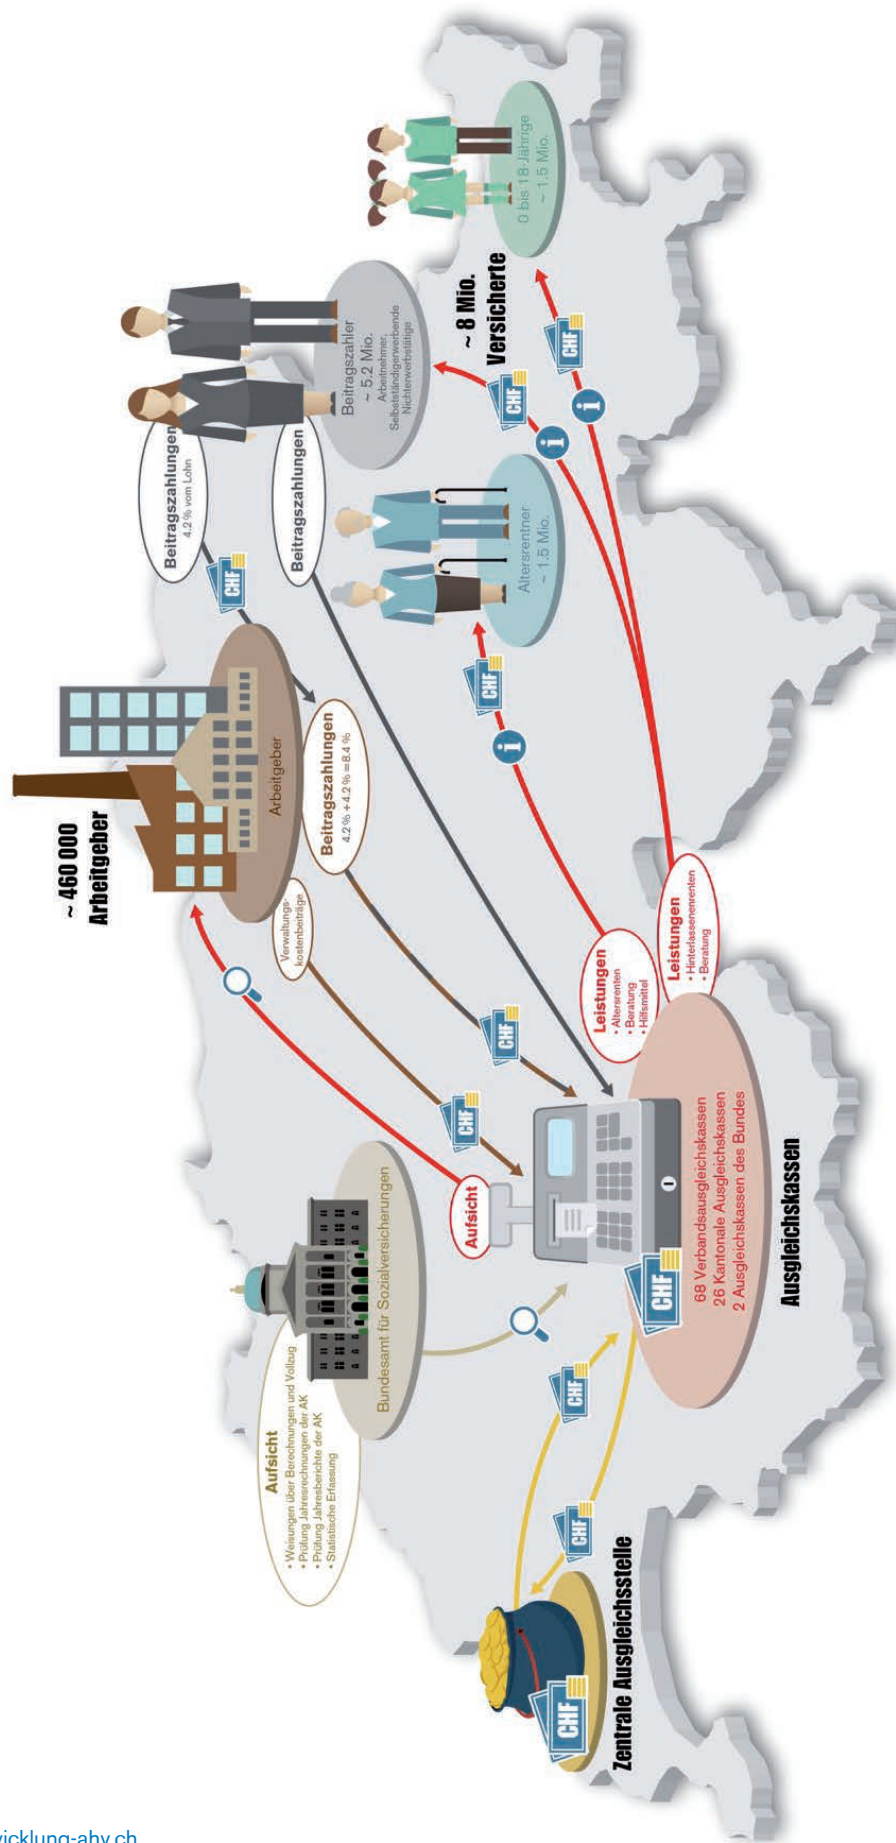 ~ 460 000
Arbeitgeber
Arbeitgeber
Beitragszahlungen
4.2 % vom Lohn
Beitragszahlungen
Beitragszahlungen
4.2 % + 4.2 % = 8.4 %
Verwaltungs-
kostenbeiträge
Beitragszahler
~ 5.2 Mio.
Arbeitnehmer,
Selbstständigerwerbende
Nichterwerbstätige
~ 8 Mio.
Versicherte
0 bis 18-Jährige
~ 1.5 Mio.
Altersrentner
~ 1.5 Mio.
Aufsicht
• Weisungen über Berechnungen und Vollzug
• Prüfung Jahresrechnungen der AK
• Prüfung Jahresberichte der AK
• Statistische Erfassung
Bundesamt für Sozialversicherungen
Aufsicht
Leistungen
• Altersrenten
• Beratung
• Hilfsmittel
Leistungen
• Hinterlassenenrenten
• Beratung
68 Verbandsausgleichskassen
26 Kantonale Ausgleichskassen
2 Ausgleichskassen des Bundes
Ausgleichskassen
Zentrale Ausgleichsstelle
CHF
CHF
CHF
CHF
CHF
CHF
CHF
CHF
CHF
CHF
i
i
i
wicklung-ahv.ch